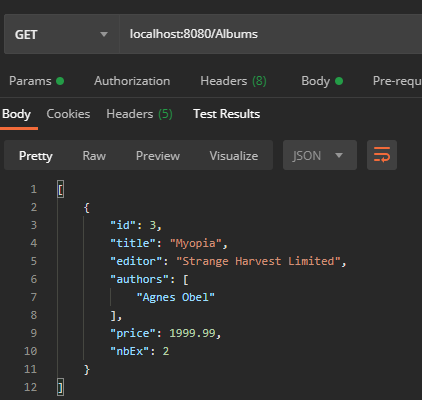 GET localhost:8080/Albums
Params Authorization Headers (8) Body Pre-requ
Body Cookies Headers (5) Test Results
Pretty Raw Preview Visualize JSON
1 [
2 {
3 "id": 3,
4 "title": "Myopia",
5 "editor": "Strange Harvest Limited",
6 "authors": [
7 "Agnes Obel"
8 ],
9 "price": 1999.99,
10 "nbEx": 2
11 }
12 ]